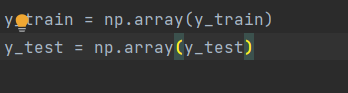 y_train = np.array(y_train)
y_test = np.array(y_test)